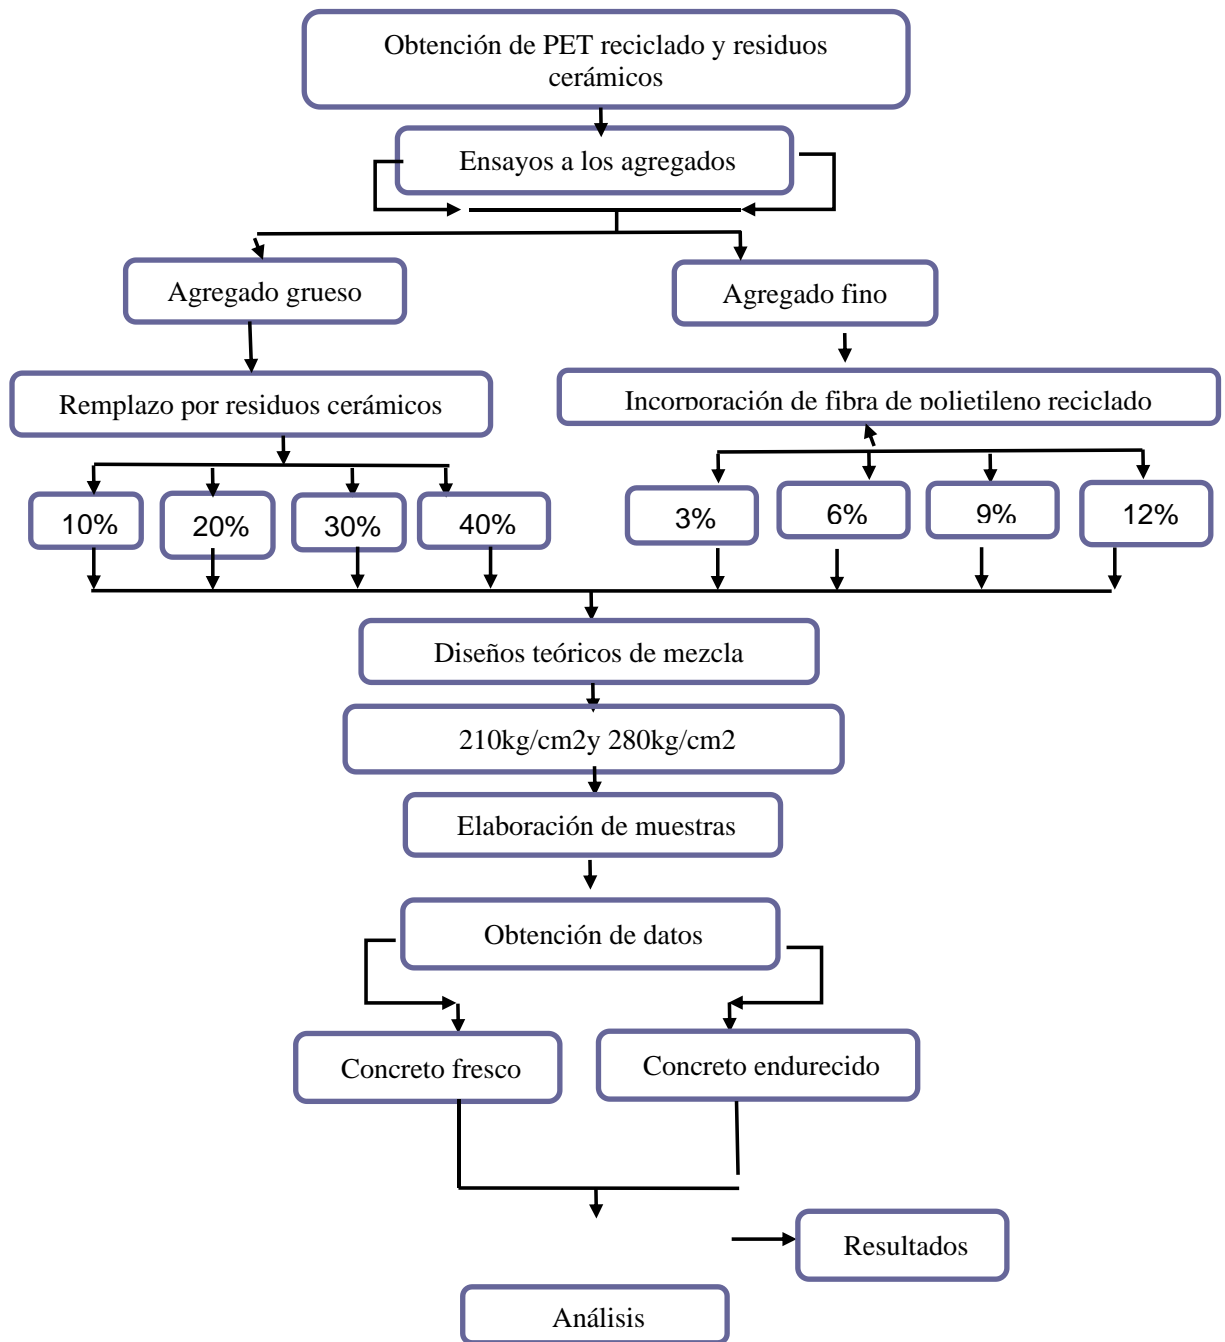 Obtención de PET reciclado y residuos
cerámicos
Ensayos a los agregados
Agregado grueso
Agregado fino
Remplazo por residuos cerámicos
Incorporación de fibra de polietileno reciclado
10%
20%
30%
40%
3%
6%
9%
12%
Diseños teóricos de mezcla
210kg/cm2y 280kg/cm2
Elaboración de muestras
Obtención de datos
Concreto fresco
Concreto endurecido
Resultados
Análisis